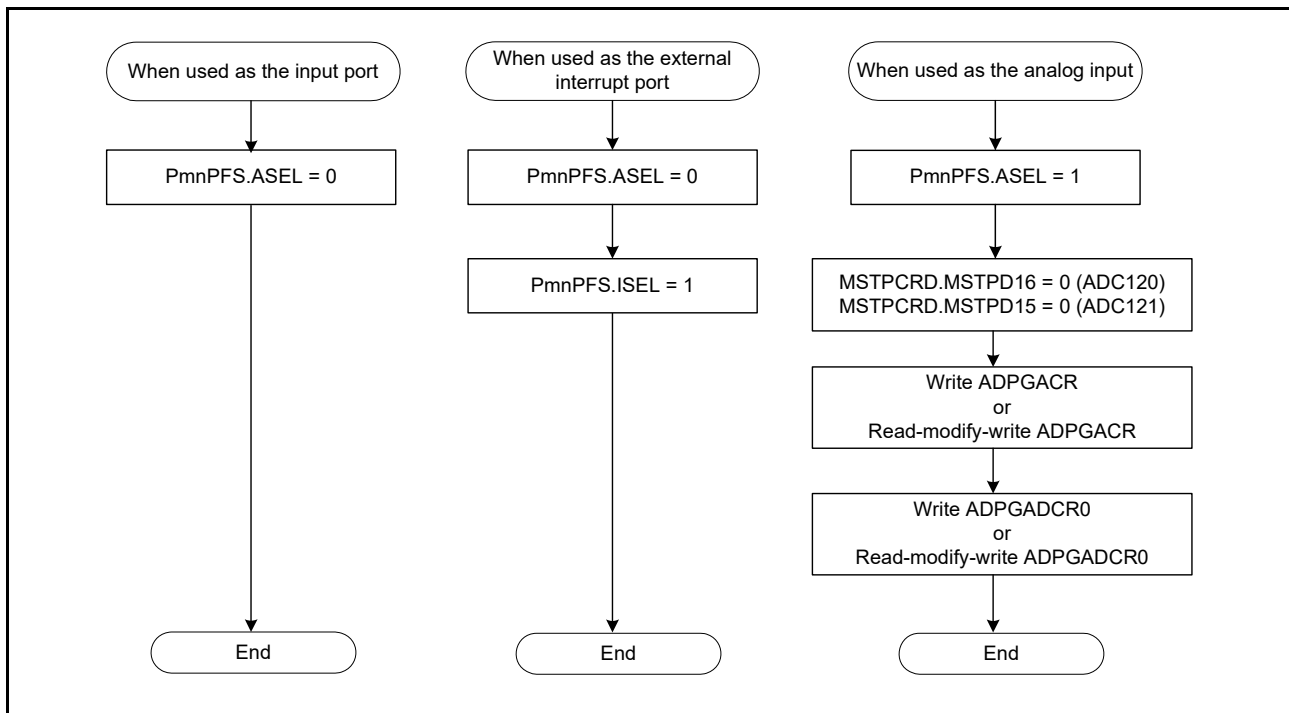 When used as the input port
PmnPFS.ASEL = 0
End
When used as the external
interrupt port
PmnPFS.ASEL = 0
PmnPFS.ISEL = 1
End
When used as the analog input
PmnPFS.ASEL = 1
MSTPCRD.MSTPD16 = 0 (ADC120)
MSTPCRD.MSTPD15 = 0 (ADC121)
Write ADPGACR
or
Read-modify-write ADPGACR
Write ADPGADCR0
or
Read-modify-write ADPGADCR0
End